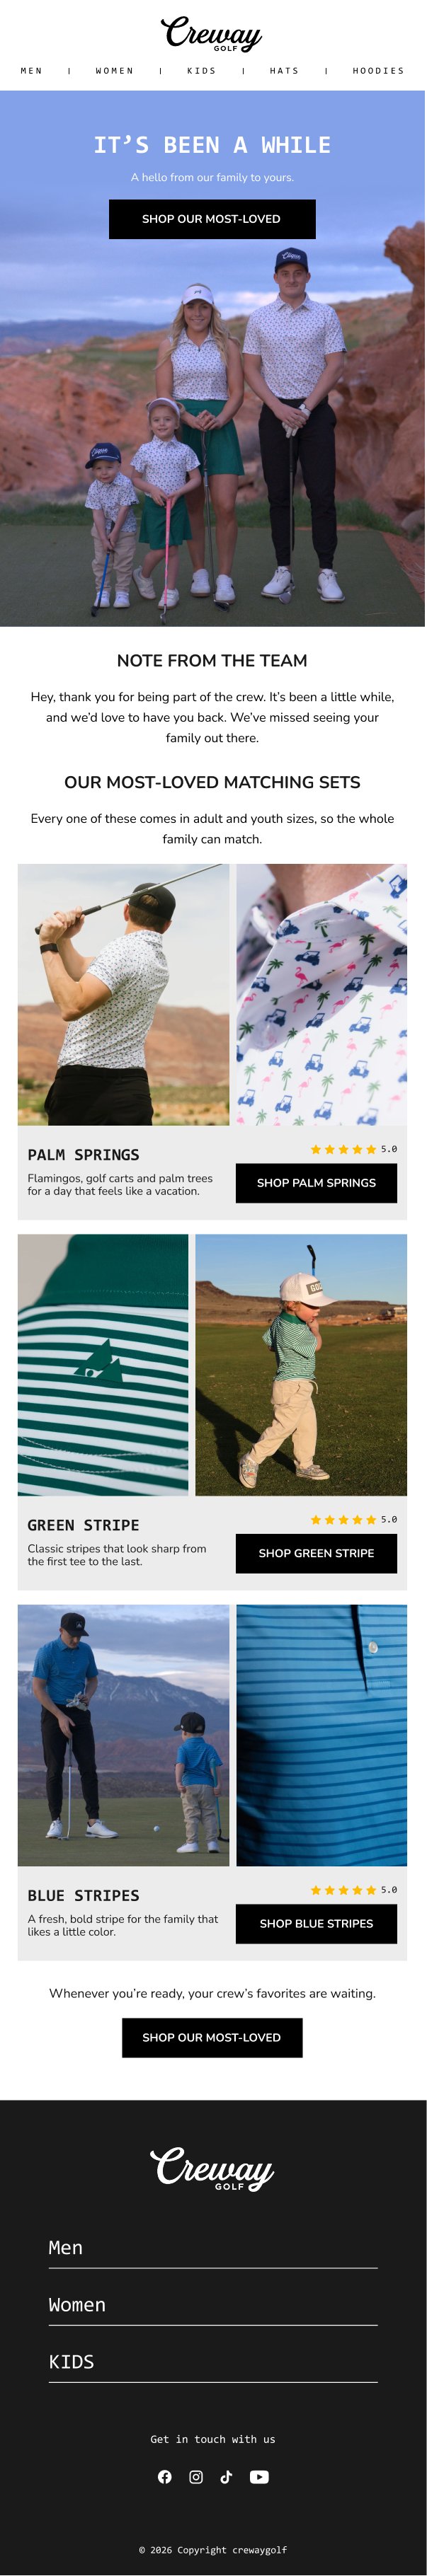 Creway
GOLF
MEN | WOMEN | KIDS | HATS | HOODIES
IT’S BEEN A WHILE
A hello from our family to yours.
SHOP OUR MOST-LOVED
NOTE FROM THE TEAM
Hey, thank you for being part of the crew. It’s been a little while,
and we’d love to have you back. We’ve missed seeing your
family out there.
OUR MOST-LOVED MATCHING SETS
Every one of these comes in adult and youth sizes, so the whole
family can match.
PALM SPRINGS
Flamingos, golf carts and palm trees
for a day that feels like a vacation.
5.0
SHOP PALM SPRINGS
GREEN STRIPE
Classic stripes that look sharp from
the first tee to the last.
5.0
SHOP GREEN STRIPE
BLUE STRIPES
A fresh, bold stripe for the family that
likes a little color.
5.0
SHOP BLUE STRIPES
Whenever you’re ready, your crew’s favorites are waiting.
SHOP OUR MOST-LOVED
Creway
GOLF
Men
Women
KIDS
Get in touch with us
© 2026 Copyright crewaygolf